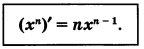 (xⁿ)′ = nxⁿ⁻¹.